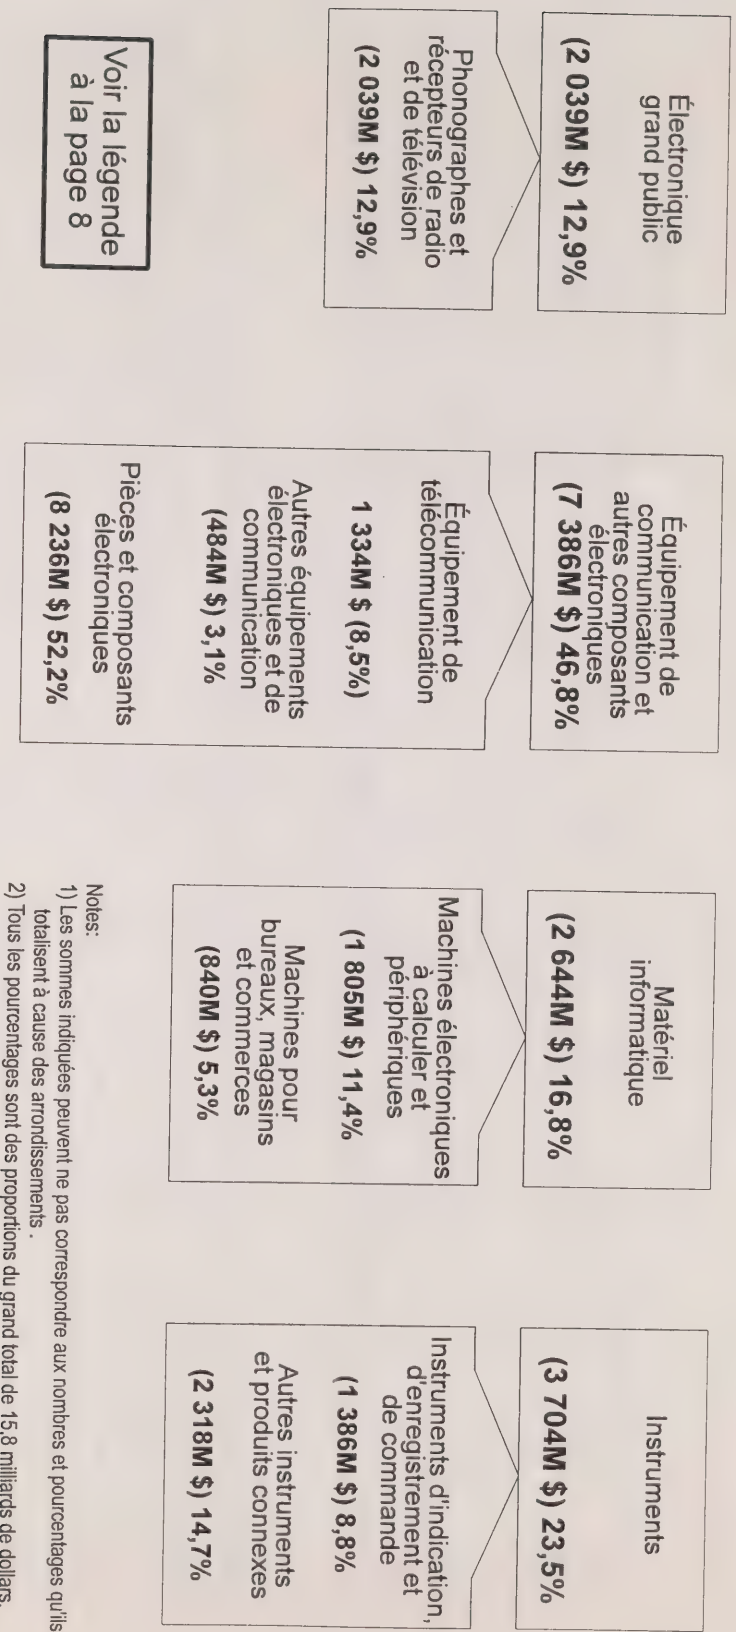 Électronique
grand public
(2 039M $) 12,9%
Phonographes et
récepteurs de radio
et de télévision
(2 039M $) 12,9%
Voir la légende
à la page 8
Équipement de
communication et
autres composants
électroniques
(7 386M $) 46,8%
Équipement de
télécommunication
1 334M $ (8,5%)
Autres équipements
électroniques et de
communication
(484M $) 3,1%
Pièces et composants
électroniques
(8 236M $) 52,2%
Matériel
informatique
(2 644M $) 16,8%
Machines électroniques
à calculer et
périphériques
(1 805M $) 11,4%
Machines pour
bureaux, magasins
et commerces
(840M $) 5,3%
Instruments
(3 704M $) 23,5%
Instruments d'indication,
d'enregistrement et
de commande
(1 386M $) 8,8%
Autres instruments
et produits connexes
(2 318M $) 14,7%
Notes:
1) Les sommes indiquées peuvent ne pas correspondre aux nombres et pourcentages qu'ils
totalisent à cause des arrondissements .
2) Tous les pourcentages sont des proportions du grand total de 15,8 milliards de dollars.